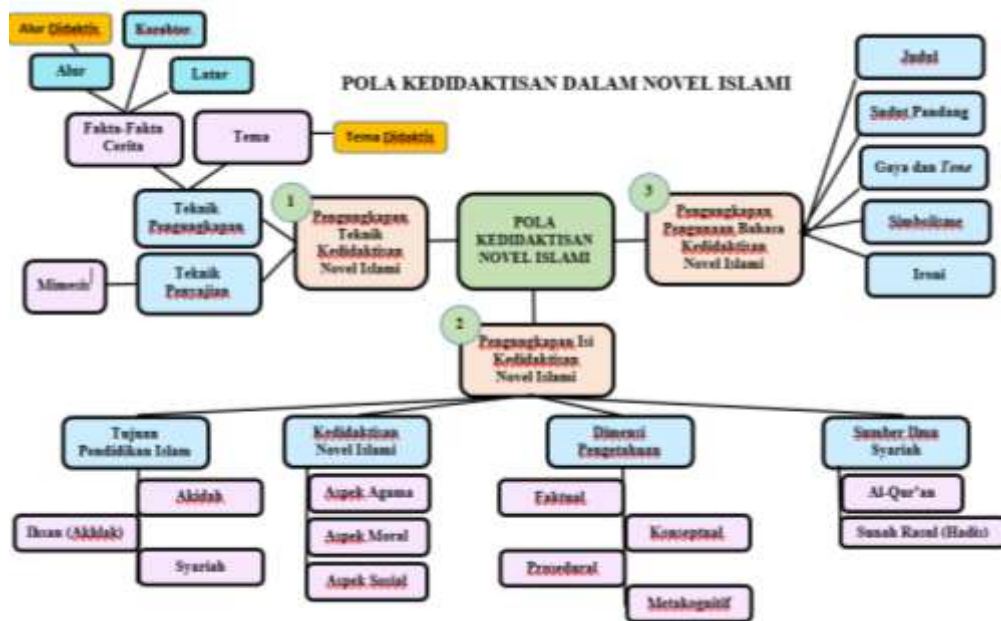 Alur Didaktis
Karakter
Alur
Latar
POLA KEDIDAKTISAN DALAM NOVEL ISLAMI
Judul
Fakta-Fakta
Cerita
Tema
Tema Didaktis
Sudut Pandang
Gaya dan Tone
Simbolisme
Ironi
Teknik
Pengungkapan
Teknik
Penyajian
Mimesis
1
Pengungkapan
Teknik
Kedidaktisan
Novel Islami
POLA
KEDIDAKTISAN
NOVEL ISLAMI
3
Pengungkapan
Pengunaan Bahasa
Kedidaktisan
Novel Islami
2
Pengungkapan Isi
Kedidaktisan
Novel Islami
Tujuan
Pendidikan Islam
Akidah
Ihsan (Akhlak)
Syariah
Kedidaktisan
Novel Islami
Aspek Agama
Aspek Moral
Aspek Sosial
Dimensi
Pengetahuan
Faktual
Konseptual
Prosedural
Metakognitif
Sumber Ilmu
Syariah
Al-Qur'an
Sunah Rasul (Hadis)